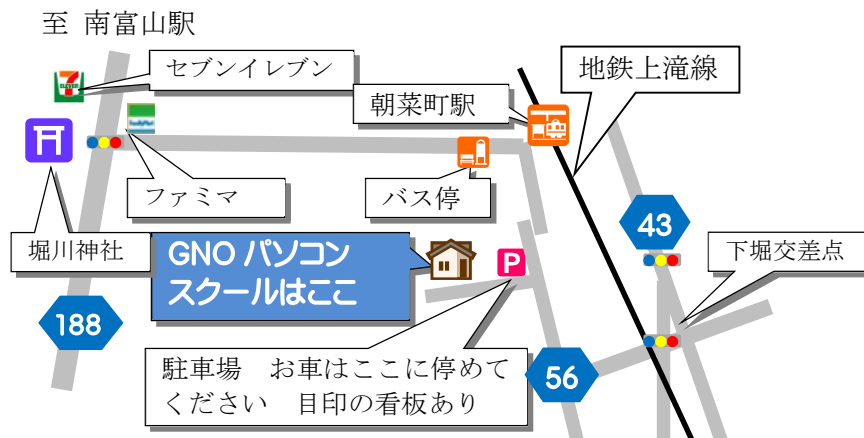 至 南富山駅
セブンイレブン
地鉄上滝線
朝菜町駅
7
ELEVEN
FamilyMart
ファミマ
バス停
43
堀川神社
GNO パソコン
スクールはここ
P
下堀交差点
188
駐車場 お車はここに停めて
ください 目印の看板あり
56